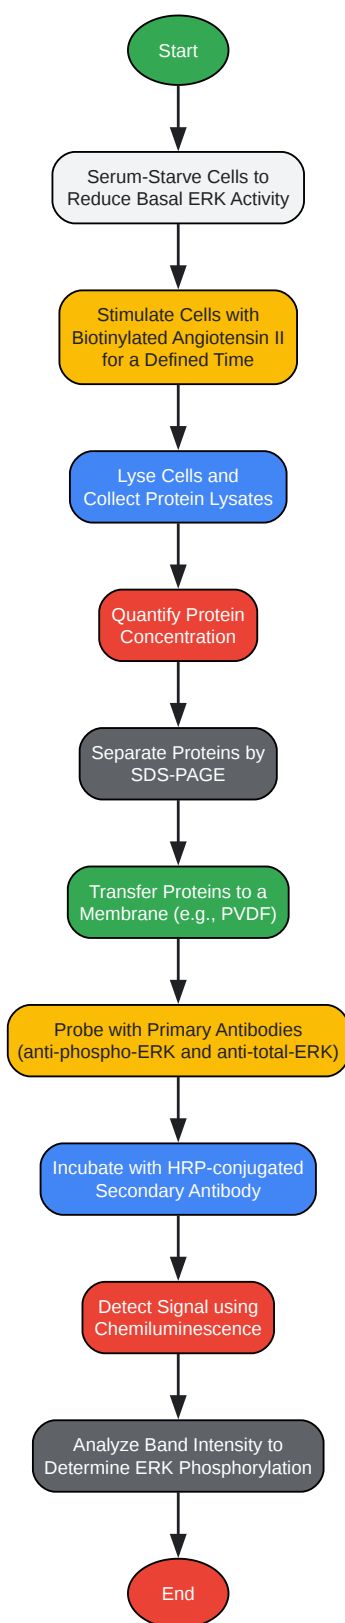 Start
Serum-Starve Cells to
Reduce Basal ERK Activity
Stimulate Cells with
Biotinylated Angiotensin II
for a Defined Time
Lyse Cells and
Collect Protein Lysates
Quantify Protein
Concentration
Separate Proteins by
SDS-PAGE
Transfer Proteins to a
Membrane (e.g., PVDF)
Probe with Primary Antibodies
(anti-phospho-ERK and anti-total-ERK)
Incubate with HRP-conjugated
Secondary Antibody
Detect Signal using
Chemiluminescence
Analyze Band Intensity to
Determine ERK Phosphorylation
End